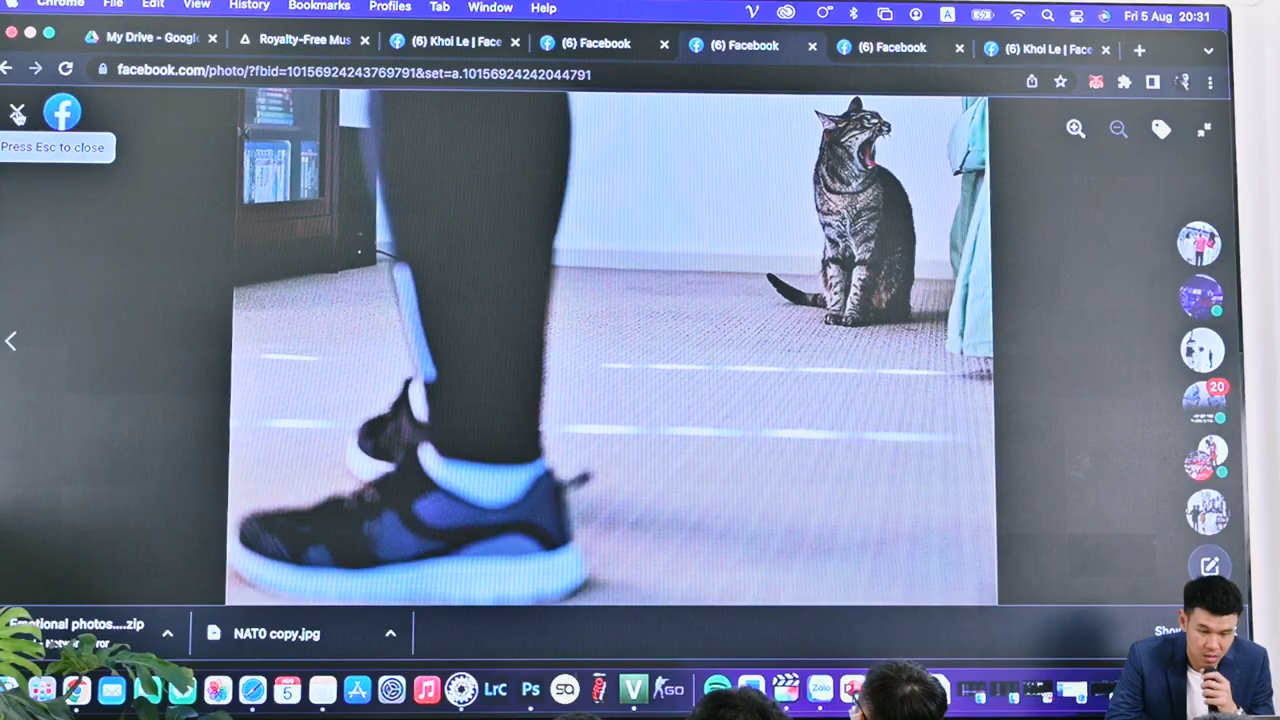 Chrome File Edit View History Bookmarks Profiles Tab Window Help A Fri 5 Aug 20:31
My Drive - Googl Royalty-Free Mus (6) Khoi Le | Face (6) Facebook (6) Facebook (6) Facebook (6) Khoi Le | Face
facebook.com/photo/?fbid=10156924243769791&set=a.10156924242044791
Press Esc to close
20
Emotional photos....zip
NAT0 copy.jpg
AUG
5
LrC Ps SQ V GO Zalo